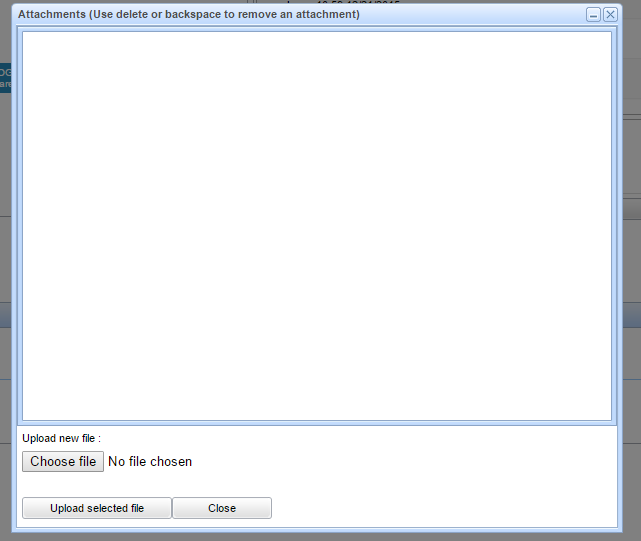 Attachments (Use delete or backspace to remove an attachment)
Upload new file :
Choose file No file chosen
Upload selected file Close